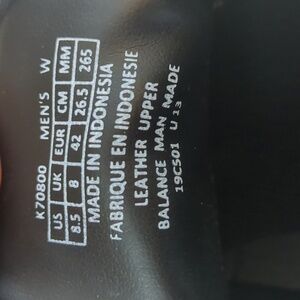 K70800 MEN'S W
US UK EUR CM MM
8.5 8 42 26.5 265
MADE IN INDONESIA
FABRIQUE EN INDONESIE
LEATHER UPPER
BALANCE MAN MADE
19C501 U 13